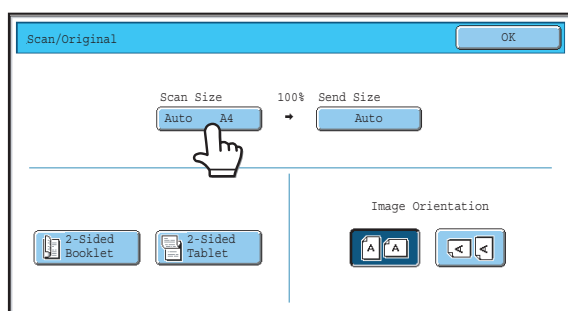 Scan/Original
OK
Scan Size
100%
Send Size
Auto A4
Auto
Image Orientation
2-Sided
Booklet
2-Sided
Tablet
A
A
A
A